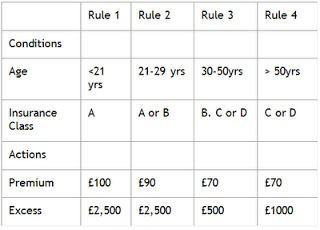 Rule 1 Rule 2 Rule 3 Rule 4
Conditions
Age <21 yrs 21-29 yrs 30-50yrs > 50yrs
Insurance Class A A or B B. C or D C or D
Actions
Premium £100 £90 £70 £70
Excess £2,500 £2,500 £500 £1000